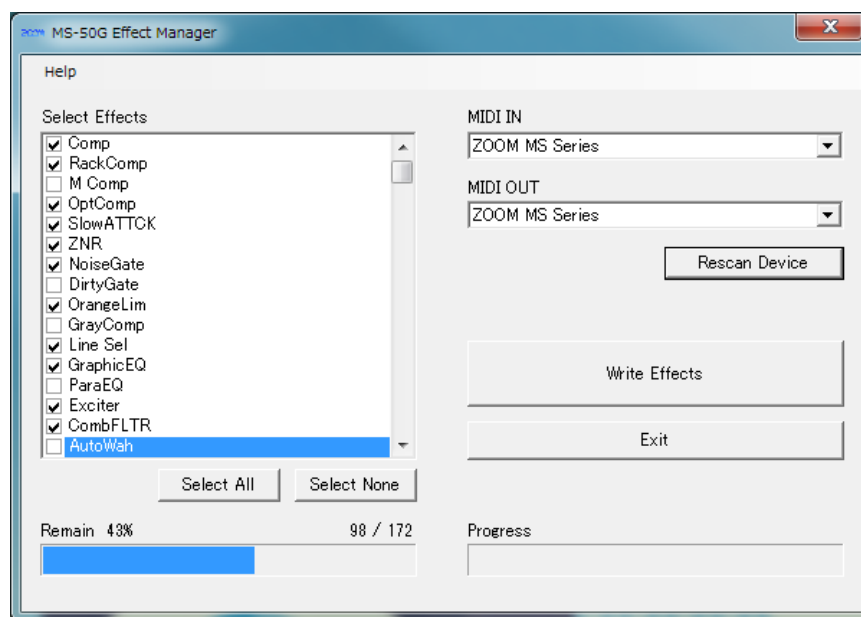 ZOOM MS-50G Effect Manager
Help
Select Effects
Comp
RackComp
M Comp
OptComp
SlowATTCK
ZNR
NoiseGate
DirtyGate
OrangeLim
GrayComp
Line Sel
GraphicEQ
ParaEQ
Exciter
CombFLTR
AutoWah
Select All
Select None
Remain 43%
98 / 172
MIDI IN
ZOOM MS Series
MIDI OUT
ZOOM MS Series
Rescan Device
Write Effects
Exit
Progress